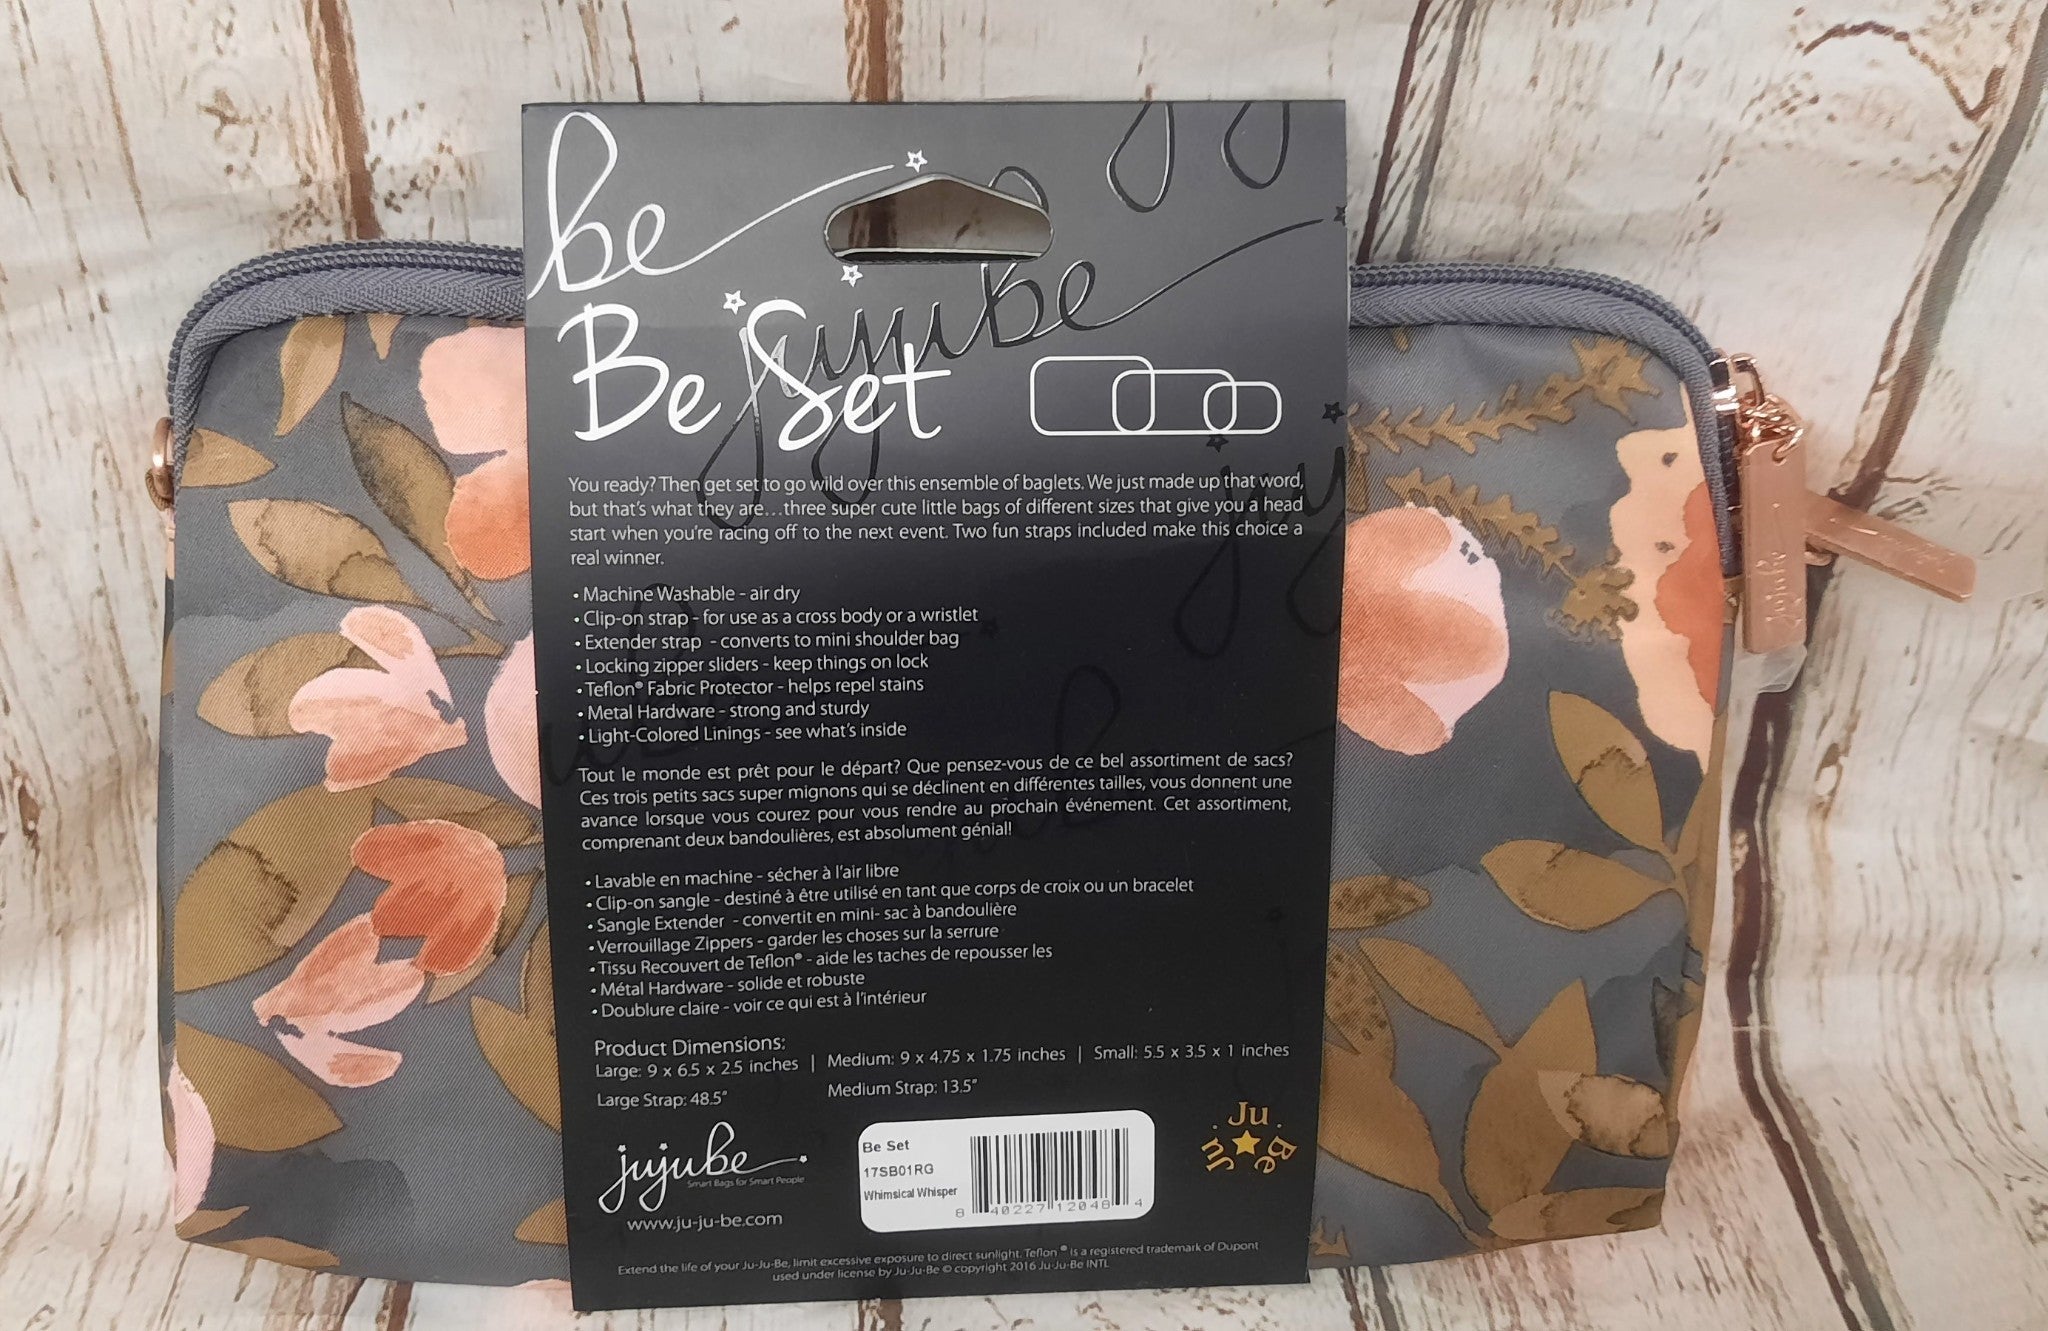 be
Be Set
jujube
You ready? Then get set to go wild over this ensemble of baglets. We just made up that word,
but that's what they are...three super cute little bags of different sizes that give you a head
start when you're racing off to the next event. Two fun straps included make this choice a
real winner.
• Machine Washable - air dry
• Clip-on strap - for use as a cross body or a wristlet
• Extender strap - converts to mini shoulder bag
• Locking zipper sliders - keep things on lock
• Teflon® Fabric Protector - helps repel stains
• Metal Hardware - strong and sturdy
• Light-Colored Linings - see what's inside
Tout le monde est prêt pour le départ? Que pensez-vous de ce bel assortiment de sacs?
Ces trois petits sacs super mignons qui se déclinent en différentes tailles, vous donnent une
avance lorsque vous courez pour vous rendre au prochain événement. Cet assortiment,
comprenant deux bandoulières, est absolument génial!
• Lavable en machine - sécher à l'air libre
• Clip-on sangle - destiné à être utilisé en tant que corps de croix ou un bracelet
• Sangle Extender - convertit en mini- sac à bandoulière
• Verrouillage Zippers - garder les choses sur la serrure
• Tissu Recouvert de Teflon® - aide les taches de repousser les
• Métal Hardware - solide et robuste
• Doublure claire - voir ce qui est à l'intérieur
Product Dimensions:
Large: 9 x 6.5 x 2.5 inches | Medium: 9 x 4.75 x 1.75 inches | Small: 5.5 x 3.5 x 1 inches
Large Strap: 48.5" Medium Strap: 13.5"
jujube
Smart Bags for Smart People
www.ju-ju-be.com
Be Set
17SB01RG
Whimsical Whisper
8 40227 12048 4
Ju·Ju·Be
Extend the life of your Ju-Ju-Be, limit excessive exposure to direct sunlight. Teflon ® is a registered trademark of Dupont
used under license by Ju-Ju-Be © copyright 2016 Ju-Ju-Be INTL
jujube